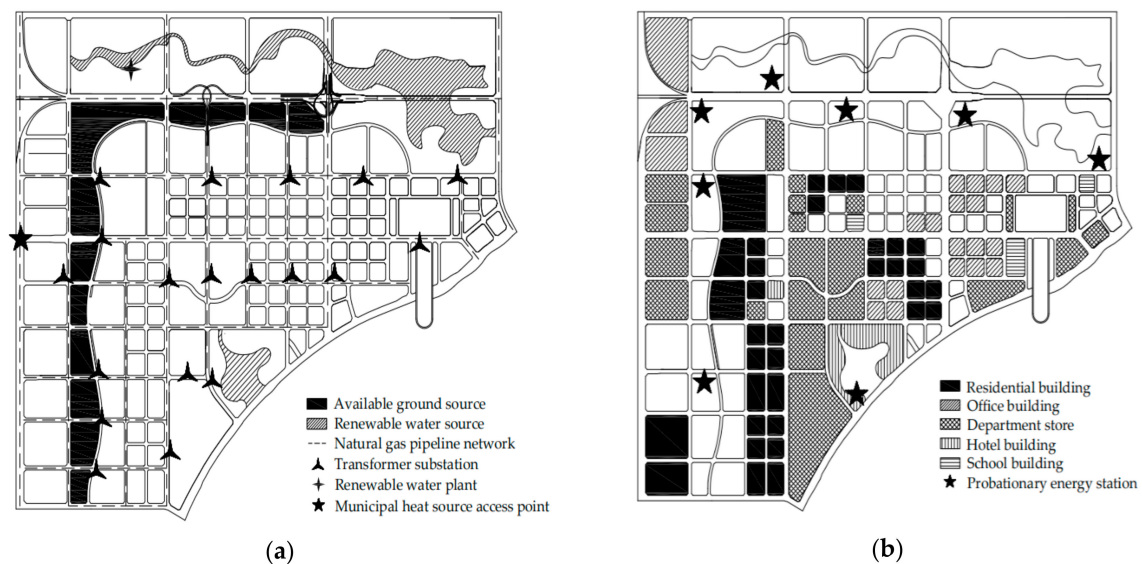 Available ground source
Renewable water source
Natural gas pipeline network
Transformer substation
Renewable water plant
Municipal heat source access point
(a)
Residential building
Office building
Department store
Hotel building
School building
Probationary energy station
(b)